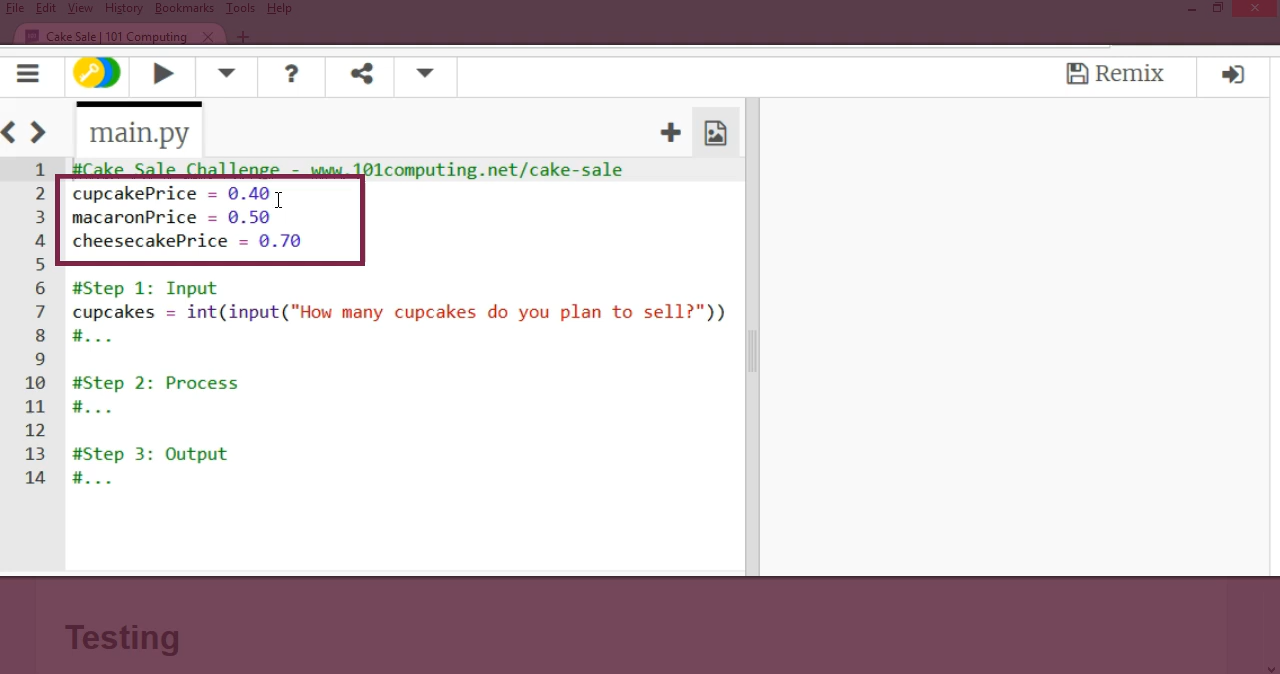 File Edit View History Bookmarks Tools Help
Cake Sale | 101 Computing
Remix
main.py
1 #Cake Sale Challenge - www.101computing.net/cake-sale
2 cupcakePrice = 0.40
3 macaronPrice = 0.50
4 cheesecakePrice = 0.70
5
6 #Step 1: Input
7 cupcakes = int(input("How many cupcakes do you plan to sell?"))
8 #...
9
10 #Step 2: Process
11 #...
12
13 #Step 3: Output
14 #...
Testing